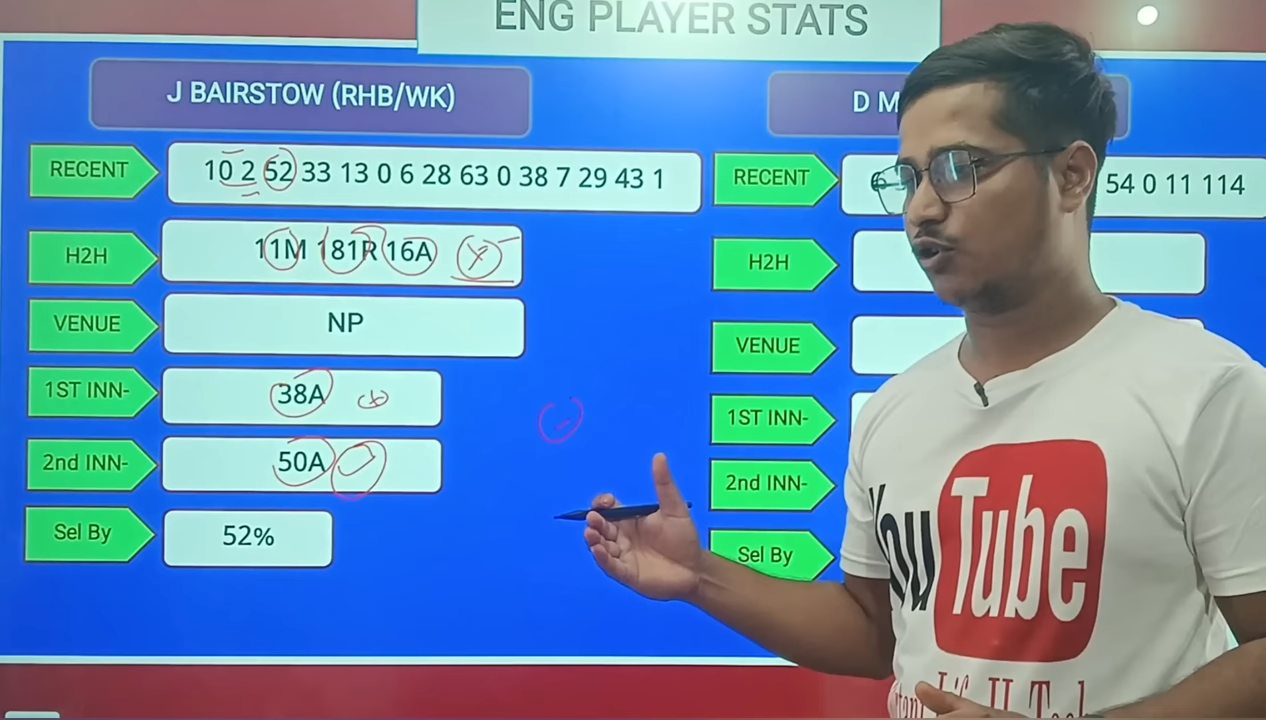 ENG PLAYER STATS
J BAIRSTOW (RHB/WK)
RECENT
10 2 52 33 13 0 6 28 63 0 38 7 29 43 1
H2H
11M 181R 16A
VENUE
NP
1ST INN-
38A
2nd INN-
50A
Sel By
52%
D M
RECENT
54 0 11 114
H2H
VENUE
1ST INN-
2nd INN-
Sel By
YouTube